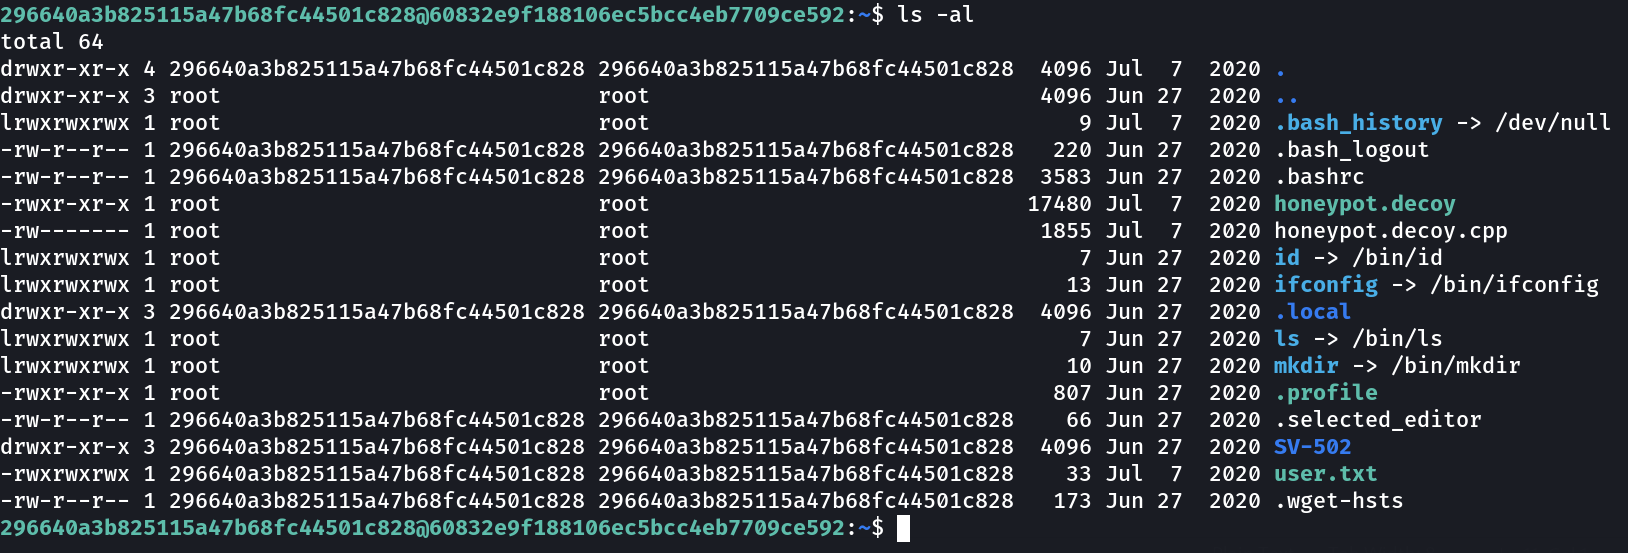 296640a3b825115a47b68fc44501c828@60832e9f188106ec5bcc4eb7709ce592:~$ ls -al
total 64
drwxr-xr-x 4 296640a3b825115a47b68fc44501c828 296640a3b825115a47b68fc44501c828  4096 Jul  7  2020 .
drwxr-xr-x 3 root                             root                              4096 Jun 27  2020 ..
lrwxrwxrwx 1 root                             root                                 9 Jul  7  2020 .bash_history -> /dev/null
-rw-r--r-- 1 296640a3b825115a47b68fc44501c828 296640a3b825115a47b68fc44501c828   220 Jun 27  2020 .bash_logout
-rw-r--r-- 1 296640a3b825115a47b68fc44501c828 296640a3b825115a47b68fc44501c828  3583 Jun 27  2020 .bashrc
-rwxr-xr-x 1 root                             root                             17480 Jul  7  2020 honeypot.decoy
-rw------- 1 root                             root                              1855 Jul  7  2020 honeypot.decoy.cpp
lrwxrwxrwx 1 root                             root                                 7 Jun 27  2020 id -> /bin/id
lrwxrwxrwx 1 root                             root                                13 Jun 27  2020 ifconfig -> /bin/ifconfig
drwxr-xr-x 3 296640a3b825115a47b68fc44501c828 296640a3b825115a47b68fc44501c828  4096 Jun 27  2020 .local
lrwxrwxrwx 1 root                             root                                 7 Jun 27  2020 ls -> /bin/ls
lrwxrwxrwx 1 root                             root                                10 Jun 27  2020 mkdir -> /bin/mkdir
-rwxr-xr-x 1 root                             root                               807 Jun 27  2020 .profile
-rw-r--r-- 1 296640a3b825115a47b68fc44501c828 296640a3b825115a47b68fc44501c828    66 Jun 27  2020 .selected_editor
drwxr-xr-x 3 296640a3b825115a47b68fc44501c828 296640a3b825115a47b68fc44501c828  4096 Jun 27  2020 SV-502
-rwxrwxrwx 1 296640a3b825115a47b68fc44501c828 296640a3b825115a47b68fc44501c828    33 Jul  7  2020 user.txt
-rw-r--r-- 1 296640a3b825115a47b68fc44501c828 296640a3b825115a47b68fc44501c828   173 Jun 27  2020 .wget-hsts
296640a3b825115a47b68fc44501c828@60832e9f188106ec5bcc4eb7709ce592:~$